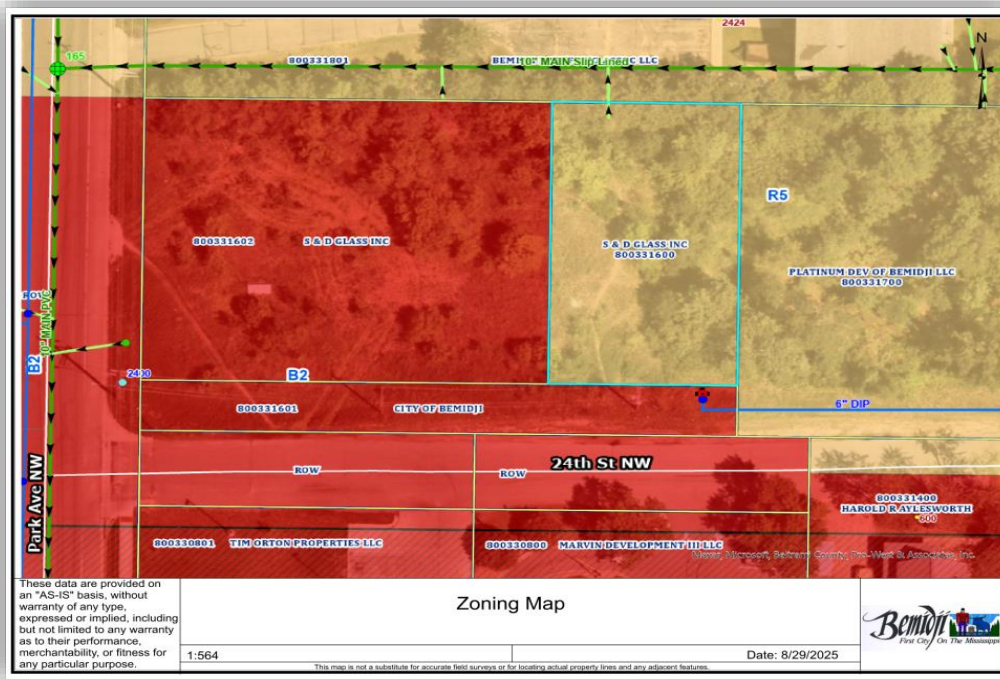 2424
N
165
800331801
BEMI
10" MAIN Slip Lined
C LLC
R5
800331602
S & D GLASS INC
S & D GLASS INC
800331600
PLATINUM DEV OF BEMIDJI LLC
800331700
ROW
10" MAIN PVC
B2
2400
B2
800331601
CITY OF BEMIDJI
6" DIP
24th St NW
ROW
ROW
Park Ave NW
800331400
HAROLD R AYLESWORTH
600
800330801
TIM ORTON PROPERTIES LLC
800330800
MARVIN DEVELOPMENT III LLC
Maxar, Microsoft, Beltrami County, Pro-West & Associates, Inc.
These data are provided on
an "AS-IS" basis, without
warranty of any type,
expressed or implied, including
but not limited to any warranty
as to their performance,
merchantability, or fitness for
any particular purpose.
Zoning Map
1:564
Date: 8/29/2025
This map is not a substitute for accurate field surveys or for locating actual property lines and any adjacent features.
Bemidji
First City On The Mississippi